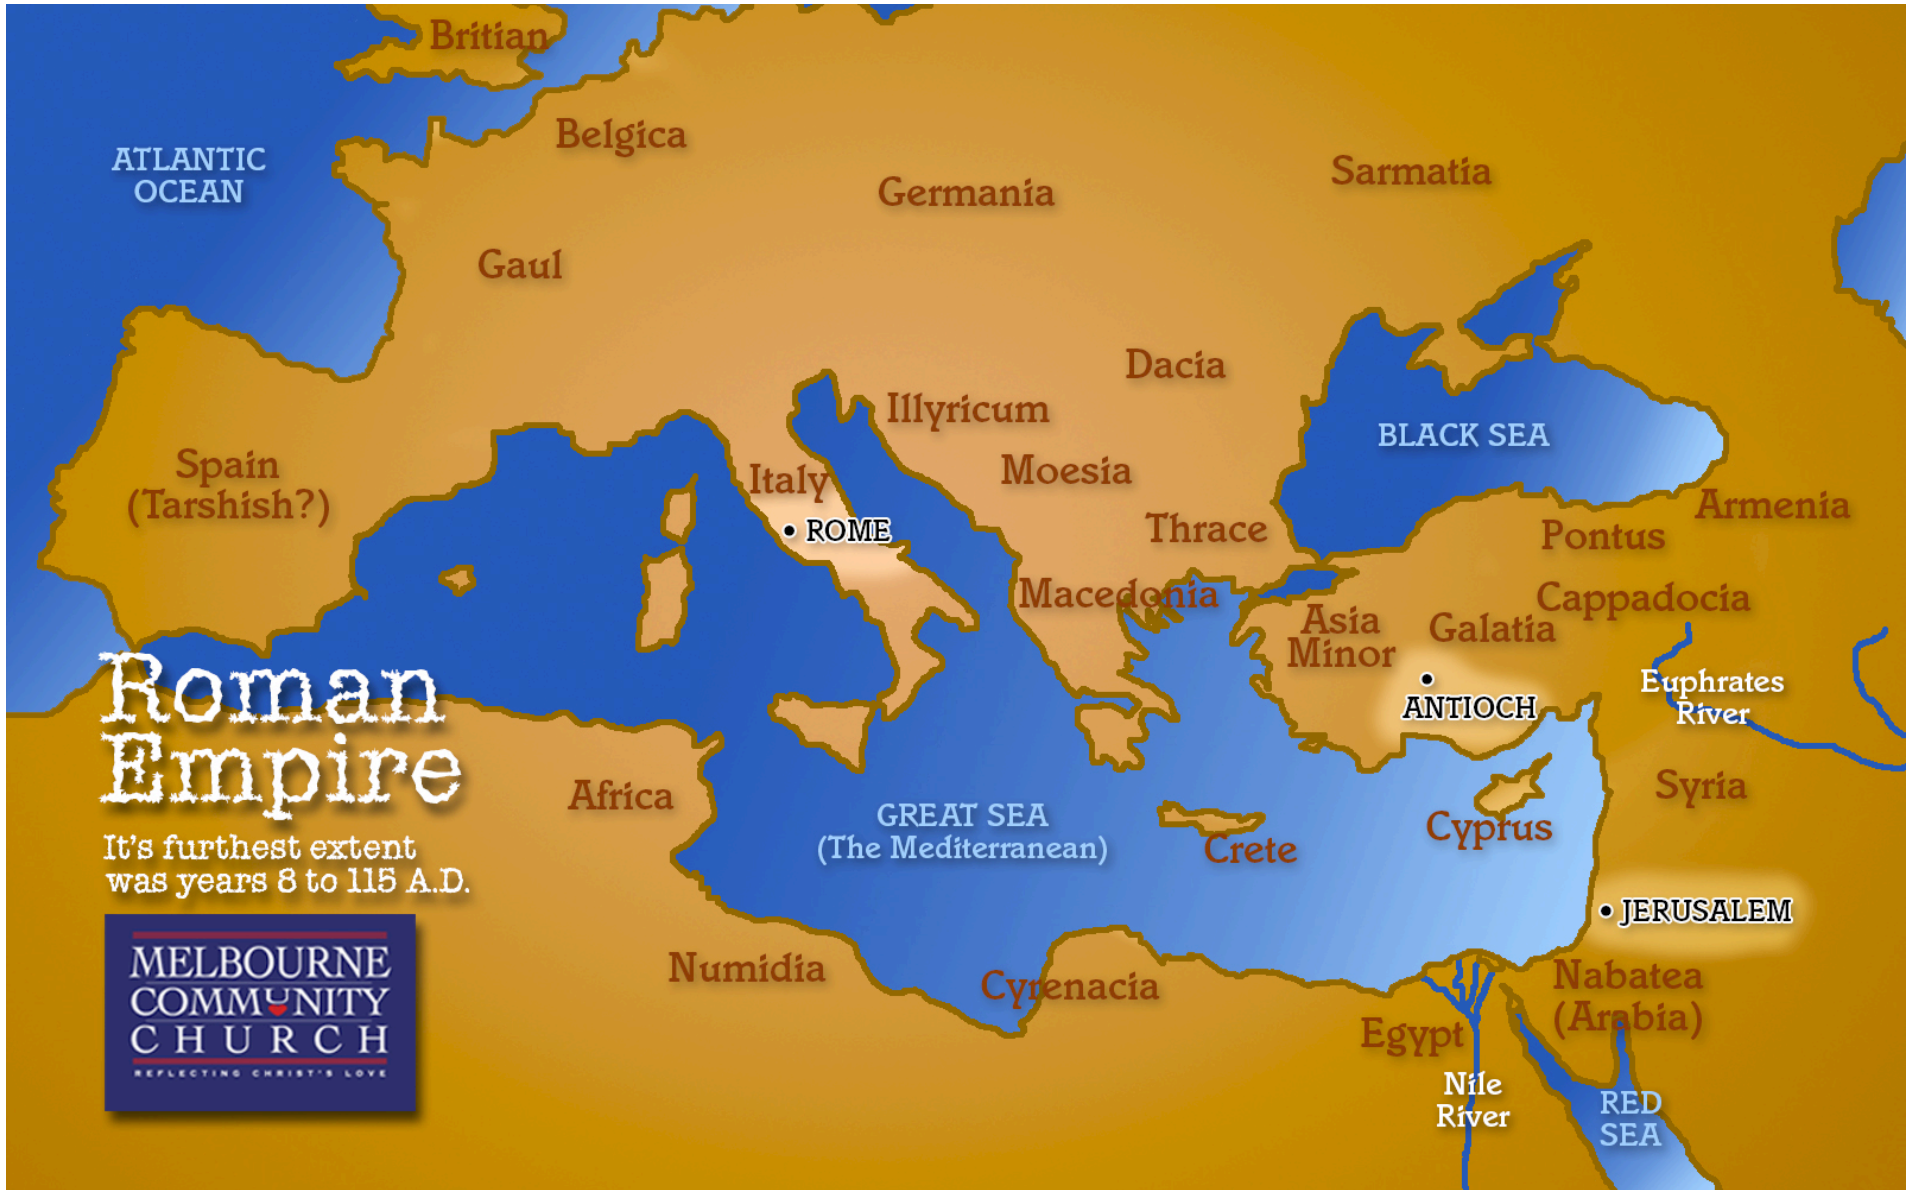 Britian
Belgica
ATLANTIC
OCEAN
Germania
Sarmatia
Gaul
Dacia
Illyricum
BLACK SEA
Spain
(Tarshish?)
Italy
Moesia
Armenia
ROME
Thrace
Pontus
Macedonia
Cappadocia
Asia
Minor
Galatia
ANTIOCH
Euphrates
River
Roman
Empire
It's furthest extent
was years 8 to 115 A.D.
Africa
GREAT SEA
(The Mediterranean)
Crete
Cyprus
Syria
JERUSALEM
MELBOURNE
COMMUNITY
CHURCH
REFLECTING CHRIST'S LOVE
Numidia
Cyrenacia
Nabatea
(Arabia)
Egypt
Nile
River
RED
SEA